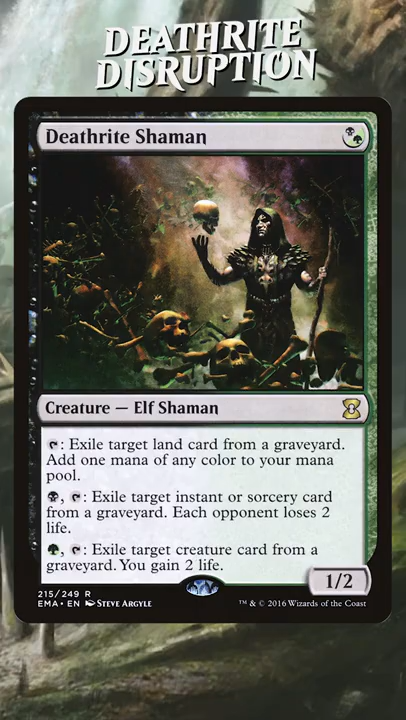 DEATHRITE
DISRUPTION
Deathrite Shaman
Creature — Elf Shaman
: Exile target land card from a graveyard.
Add one mana of any color to your mana
pool.
, : Exile target instant or sorcery card
from a graveyard. Each opponent loses 2
life.
, : Exile target creature card from a
graveyard. You gain 2 life.
1/2
215/249 R
EMA • EN STEVE ARGYLE
™ & © 2016 Wizards of the Coast